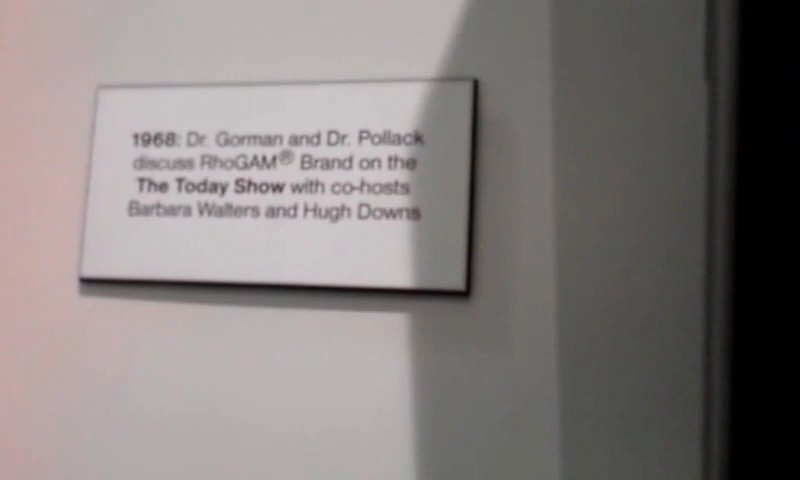 1968: Dr. Gorman and Dr. Pollack
discuss RhoGAM® Brand on the
The Today Show with co-hosts
Barbara Walters and Hugh Downs